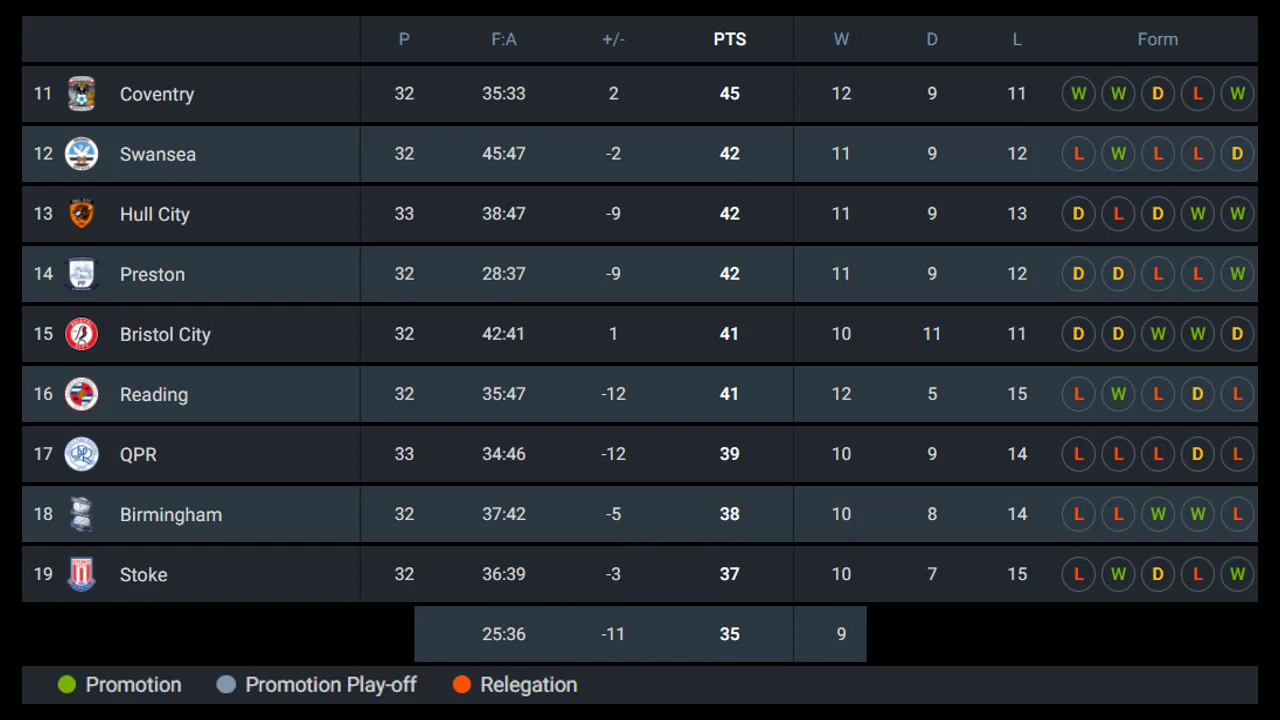 P F:A +/- PTS W D L Form
11 Coventry 32 35:33 2 45 12 9 11 W W D L W
12 Swansea 32 45:47 -2 42 11 9 12 L W L L D
13 Hull City 33 38:47 -9 42 11 9 13 D L D W W
14 Preston 32 28:37 -9 42 11 9 12 D D L L W
15 Bristol City 32 42:41 1 41 10 11 11 D D W W D
16 Reading 32 35:47 -12 41 12 5 15 L W L D L
17 QPR 33 34:46 -12 39 10 9 14 L L L D L
18 Birmingham 32 37:42 -5 38 10 8 14 L L W W L
19 Stoke 32 36:39 -3 37 10 7 15 L W D L W
25:36 -11 35 9
Promotion Promotion Play-off Relegation